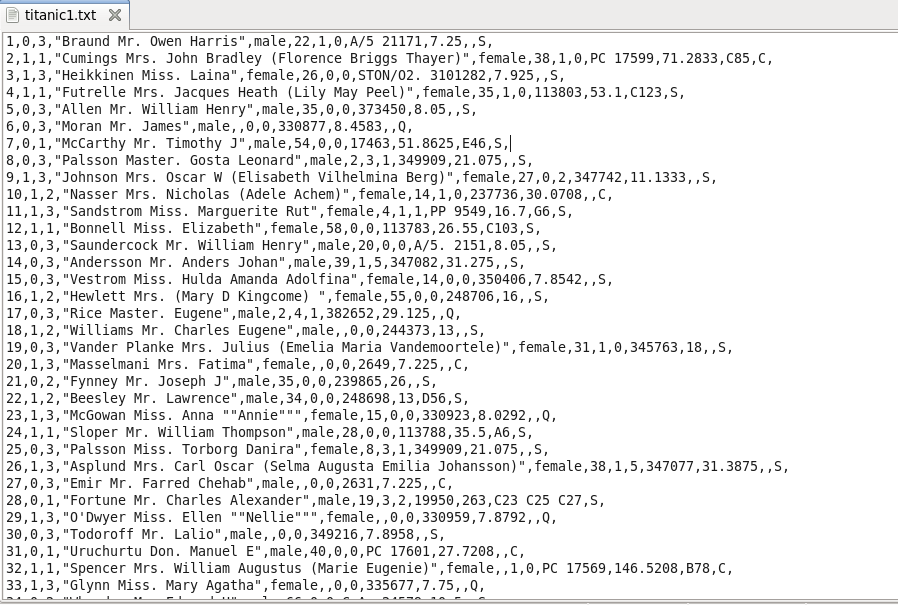 titanic1.txt
1,0,3,"Braund Mr. Owen Harris",male,22,1,0,A/5 21171,7.25,,S,
2,1,1,"Cumings Mrs. John Bradley (Florence Briggs Thayer)",female,38,1,0,PC 17599,71.2833,C85,C,
3,1,3,"Heikkinen Miss. Laina",female,26,0,0,STON/O2. 3101282,7.925,,S,
4,1,1,"Futrelle Mrs. Jacques Heath (Lily May Peel)",female,35,1,0,113803,53.1,C123,S,
5,0,3,"Allen Mr. William Henry",male,35,0,0,373450,8.05,,S,
6,0,3,"Moran Mr. James",male,,0,0,330877,8.4583,,Q,
7,0,1,"McCarthy Mr. Timothy J",male,54,0,0,17463,51.8625,E46,S,
8,0,3,"Palsson Master. Gosta Leonard",male,2,3,1,349909,21.075,,S,
9,1,3,"Johnson Mrs. Oscar W (Elisabeth Vilhelmina Berg)",female,27,0,2,347742,11.1333,,S,
10,1,2,"Nasser Mrs. Nicholas (Adele Achem)",female,14,1,0,237736,30.0708,,C,
11,1,3,"Sandstrom Miss. Marguerite Rut",female,4,1,1,PP 9549,16.7,G6,S,
12,1,1,"Bonnell Miss. Elizabeth",female,58,0,0,113783,26.55,C103,S,
13,0,3,"Saundercock Mr. William Henry",male,20,0,0,A/5. 2151,8.05,,S,
14,0,3,"Andersson Mr. Anders Johan",male,39,1,5,347082,31.275,,S,
15,0,3,"Vestrom Miss. Hulda Amanda Adolfina",female,14,0,0,350406,7.8542,,S,
16,1,2,"Hewlett Mrs. (Mary D Kingcome) ",female,55,0,0,248706,16,,S,
17,0,3,"Rice Master. Eugene",male,2,4,1,382652,29.125,,Q,
18,1,2,"Williams Mr. Charles Eugene",male,,0,0,244373,13,,S,
19,0,3,"Vander Planke Mrs. Julius (Emelia Maria Vandemoortele)",female,31,1,0,345763,18,,S,
20,1,3,"Masselmani Mrs. Fatima",female,,0,0,2649,7.225,,C,
21,0,2,"Fynney Mr. Joseph J",male,35,0,0,239865,26,,S,
22,1,2,"Beesley Mr. Lawrence",male,34,0,0,248698,13,D56,S,
23,1,3,"McGowan Miss. Anna ""Annie""",female,15,0,0,330923,8.0292,,Q,
24,1,1,"Sloper Mr. William Thompson",male,28,0,0,113788,35.5,A6,S,
25,0,3,"Palsson Miss. Torborg Danira",female,8,3,1,349909,21.075,,S,
26,1,3,"Asplund Mrs. Carl Oscar (Selma Augusta Emilia Johansson)",female,38,1,5,347077,31.3875,,S,
27,0,3,"Emir Mr. Farred Chehab",male,,0,0,2631,7.225,,C,
28,0,1,"Fortune Mr. Charles Alexander",male,19,3,2,19950,263,C23 C25 C27,S,
29,1,3,"O'Dwyer Miss. Ellen ""Nellie""",female,,0,0,330959,7.8792,,Q,
30,0,3,"Todoroff Mr. Lalio",male,,0,0,349216,7.8958,,S,
31,0,1,"Uruchurtu Don. Manuel E",male,40,0,0,PC 17601,27.7208,,C,
32,1,1,"Spencer Mrs. William Augustus (Marie Eugenie)",female,,1,0,PC 17569,146.5208,B78,C,
33,1,3,"Glynn Miss. Mary Agatha",female,,0,0,335677,7.75,,Q,